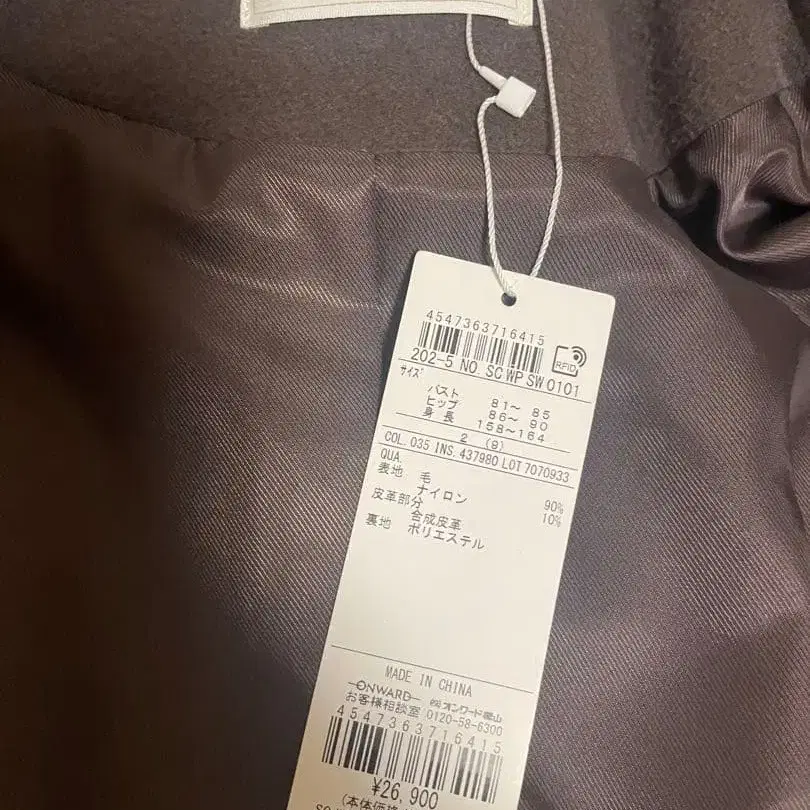 4547363716415
202-5 NO. SCWPSW0101
RFID
サイズ
バスト 81～ 85
ヒップ 86～ 90
身長 158～164
2 (9)
COL. 035 INS. 437980 LOT 7070933
QUA.
表地 毛 90%
ナイロン 10%
皮革部分
合成皮革
裏地 ポリエステル
MADE IN CHINA
ONWARD ㈱オンワード樫山
お客様相談室 0120-58-6300
4547363716415
¥26,900
(本体価格